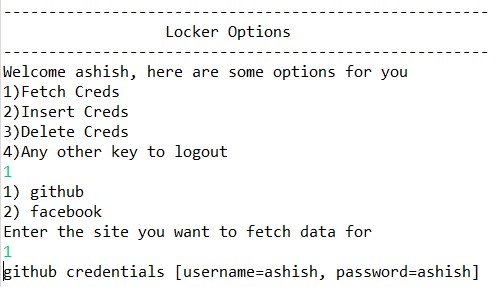 --------------------------------------------------
Locker Options
--------------------------------------------------
Welcome ashish, here are some options for you
1)Fetch Creds
2)Insert Creds
3)Delete Creds
4)Any other key to logout
1
1) github
2) facebook
Enter the site you want to fetch data for
1
github credentials [username=ashish, password=ashish]